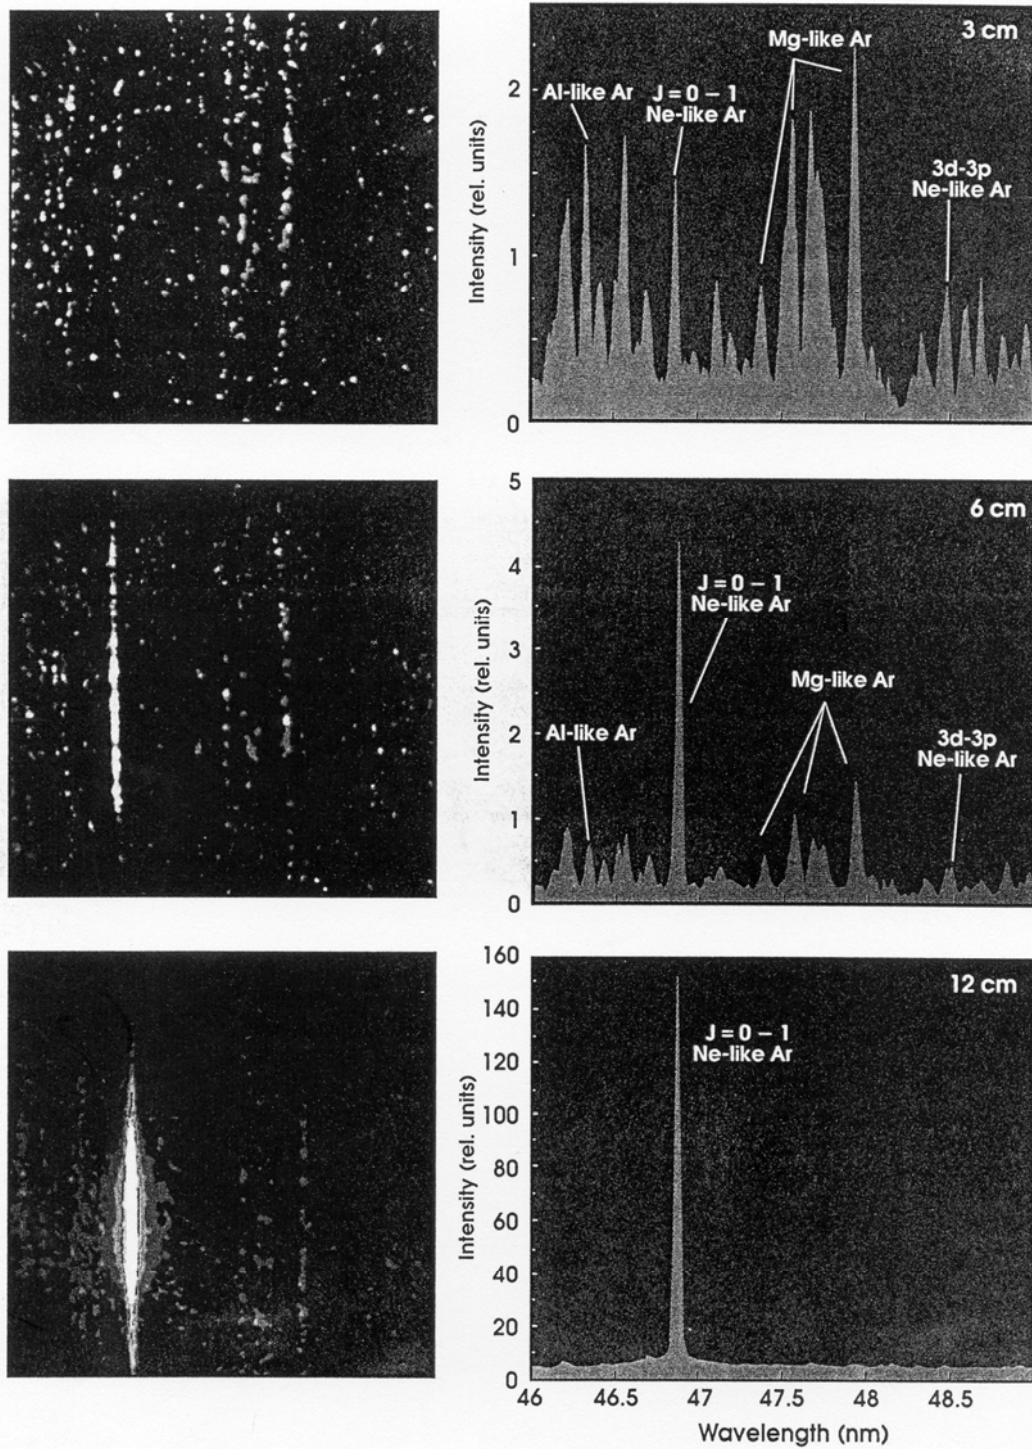 3 cm
Mg-like Ar
Al-like Ar
J = 0 – 1
Ne-like Ar
3d-3p
Ne-like Ar
Intensity (rel. units)
2
1
0
6 cm
J = 0 – 1
Ne-like Ar
Mg-like Ar
Al-like Ar
3d-3p
Ne-like Ar
Intensity (rel. units)
5
4
3
2
1
0
12 cm
J = 0 – 1
Ne-like Ar
Intensity (rel. units)
160
140
120
100
80
60
40
20
0
46 46.5 47 47.5 48 48.5
Wavelength (nm)